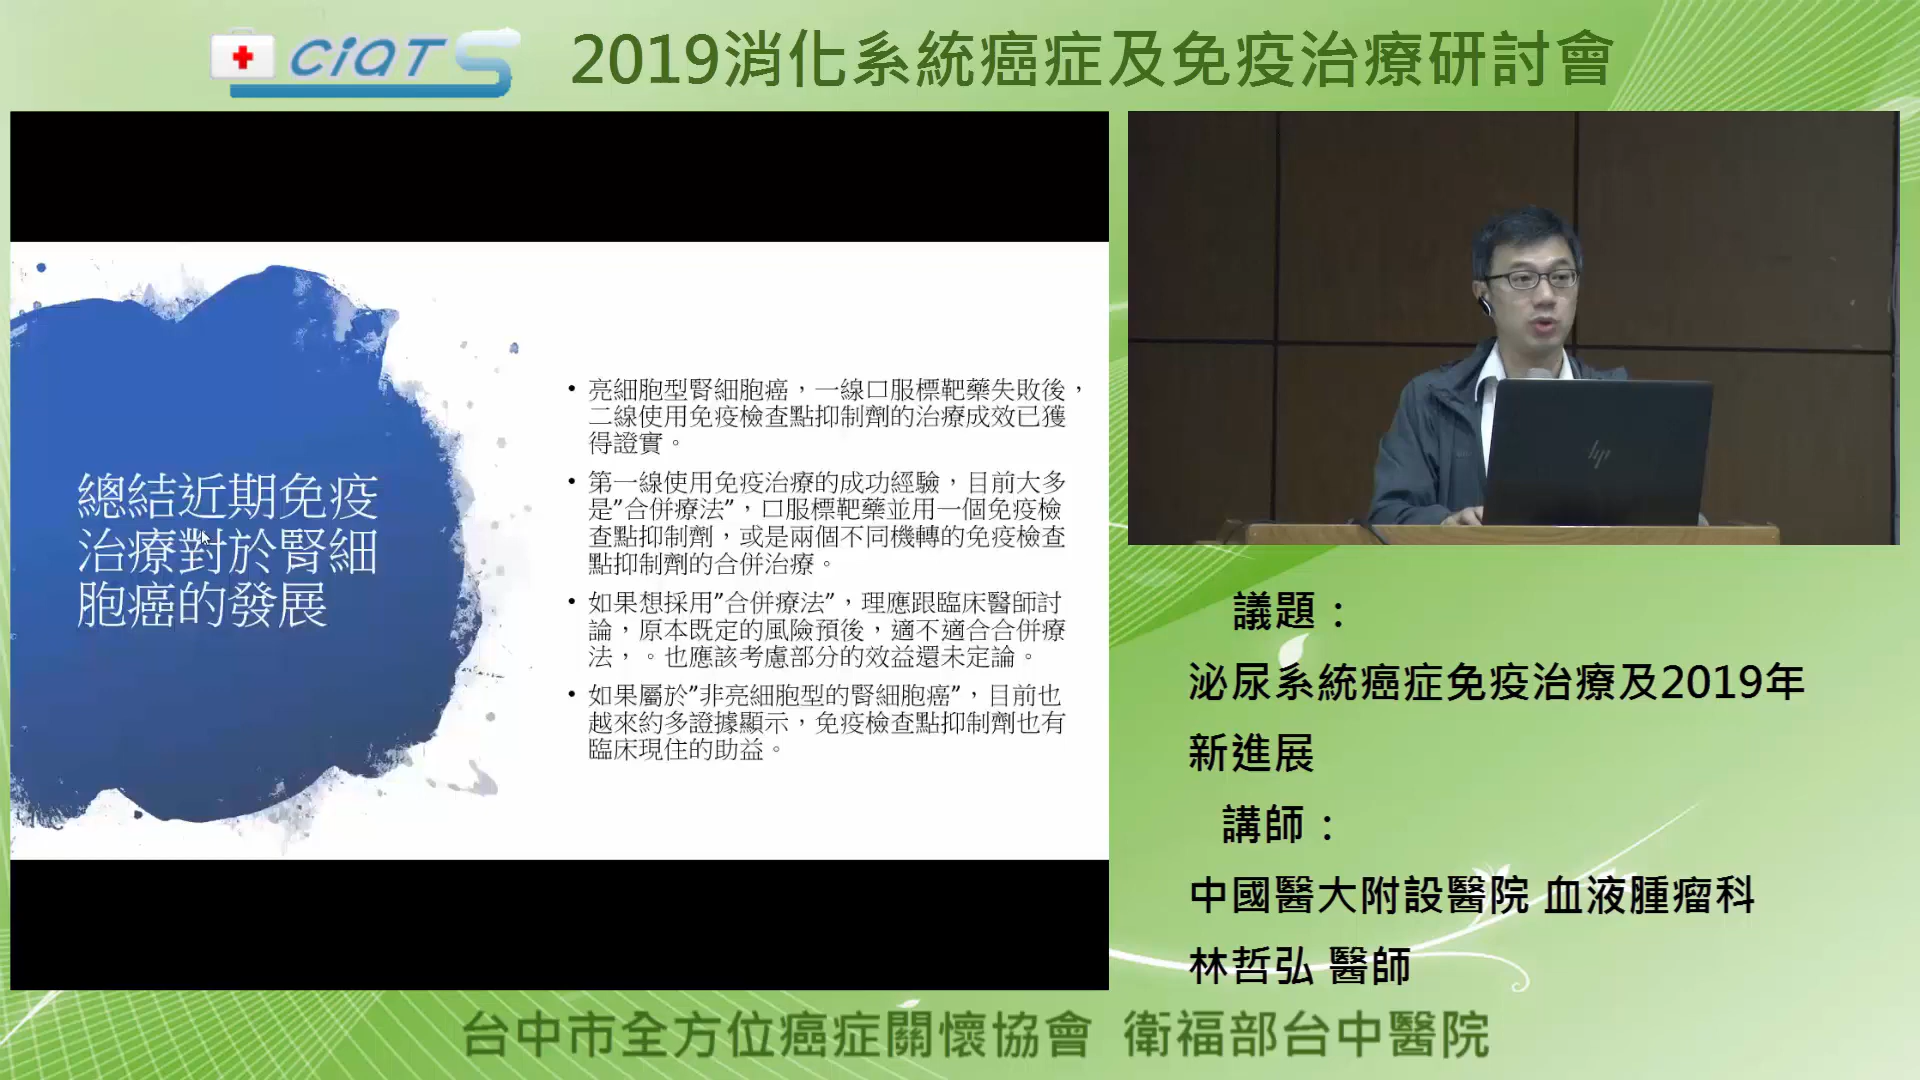 CiQTS 2019消化系統癌症及免疫治療研討會
總結近期免疫
治療對於腎細
胞癌的發展
• 亮細胞型腎細胞癌，一線口服標靶藥失敗後，
二線使用免疫檢查點抑制劑的治療成效已獲
得證實。
• 第一線使用免疫治療的成功經驗，目前大多
是”合併療法”，口服標靶藥並用一個免疫檢
查點抑制劑，或是兩個不同機轉的免疫檢查
點抑制劑的合併治療。
• 如果想採用”合併療法”，理應跟臨床醫師討
論，原本既定的風險預後，適不適合合併療
法，。也應該考慮部分的效益還未定論。
• 如果屬於”非亮細胞型的腎細胞癌”，目前也
越來約多證據顯示，免疫檢查點抑制劑也有
臨床現住的助益。
hp
議題：
泌尿系統癌症免疫治療及2019年
新進展
講師：
中國醫大附設醫院 血液腫瘤科
林哲弘 醫師
台中市全方位癌症關懷協會 衛福部台中醫院